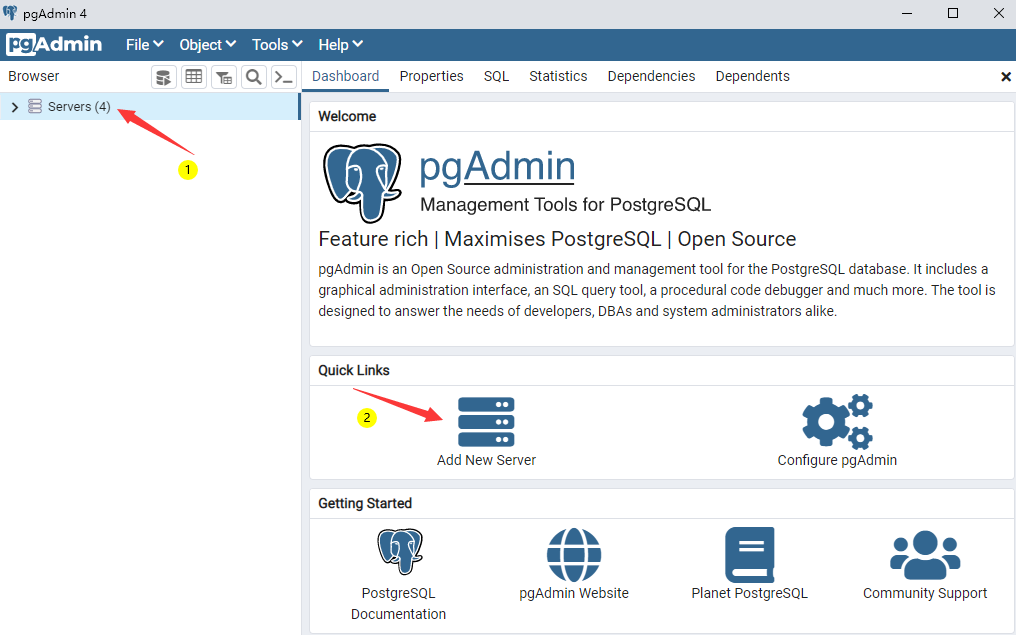 pgAdmin 4
pgAdmin File Object Tools Help
Browser
Dashboard Properties SQL Statistics Dependencies Dependents
Servers (4)
1
Welcome
pgAdmin
Management Tools for PostgreSQL
Feature rich | Maximises PostgreSQL | Open Source
pgAdmin is an Open Source administration and management tool for the PostgreSQL database. It includes a
graphical administration interface, an SQL query tool, a procedural code debugger and much more. The tool is
designed to answer the needs of developers, DBAs and system administrators alike.
Quick Links
2
Add New Server
Configure pgAdmin
Getting Started
PostgreSQL
Documentation
pgAdmin Website
Planet PostgreSQL
Community Support